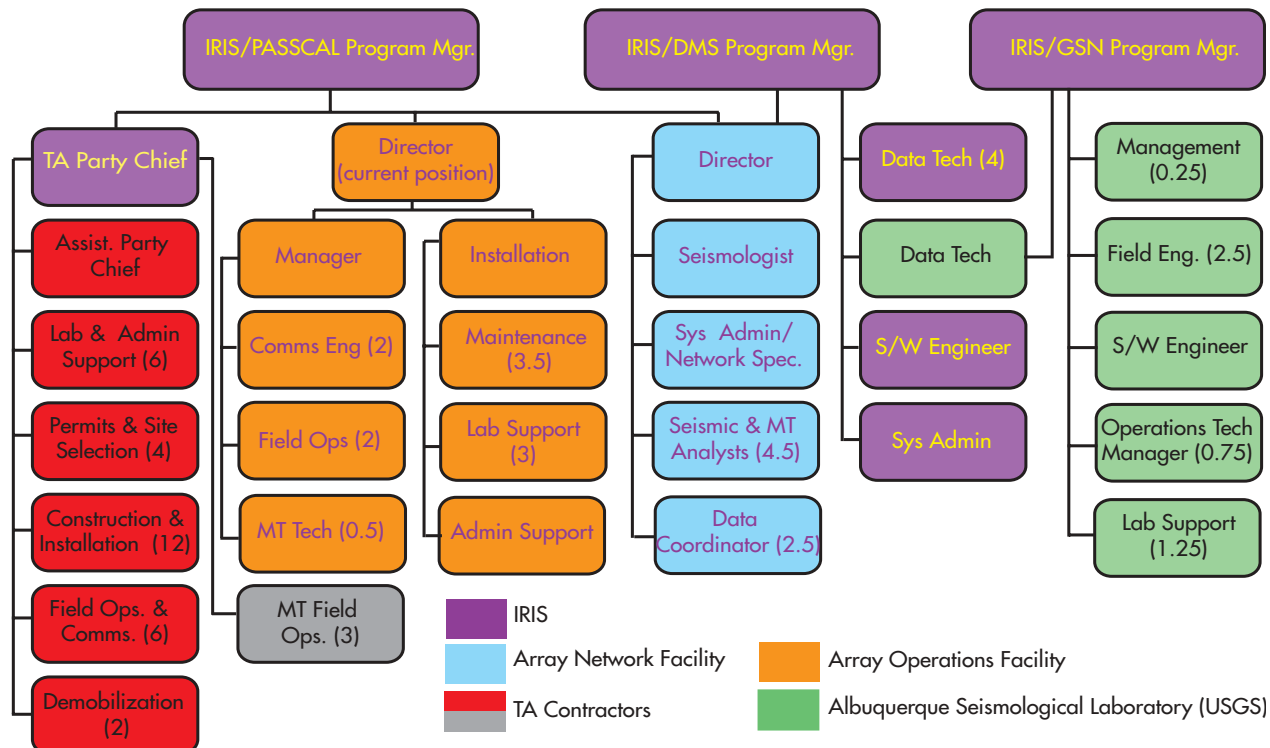 IRIS/PASSCAL Program Mgr.
IRIS/DMS Program Mgr.
IRIS/GSN Program Mgr.
TA Party Chief
Director
(current position)
Director
Data Tech (4)
Management
(0.25)
Assist. Party
Chief
Manager
Installation
Seismologist
Data Tech
Field Eng. (2.5)
Lab & Admin
Support (6)
Comms Eng (2)
Maintenance
(3.5)
Sys Admin/
Network Spec.
S/W Engineer
S/W Engineer
Permits & Site
Selection (4)
Field Ops (2)
Lab Support
(3)
Seismic & MT
Analysts (4.5)
Sys Admin
Operations Tech
Manager (0.75)
Construction &
Installation (12)
MT Tech (0.5)
Admin Support
Data
Coordinator (2.5)
Lab Support
(1.25)
Field Ops. &
Comms. (6)
MT Field
Ops. (3)
Demobilization
(2)
IRIS
Array Network Facility
Array Operations Facility
TA Contractors
Albuquerque Seismological Laboratory (USGS)